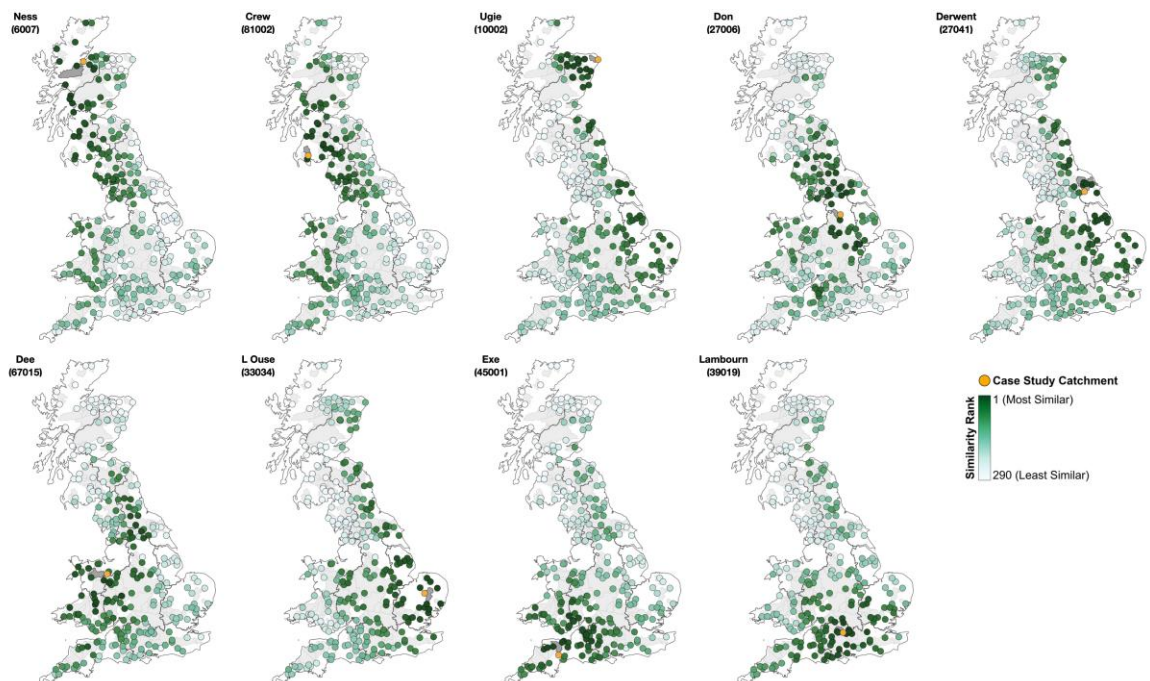 Ness
(6007)
Crew
(81002)
Ugie
(10002)
Don
(27006)
Derwent
(27041)
Dee
(67015)
L Ouse
(33034)
Exe
(45001)
Lambourn
(39019)
Case Study Catchment
Similarity Rank
1 (Most Similar)
290 (Least Similar)